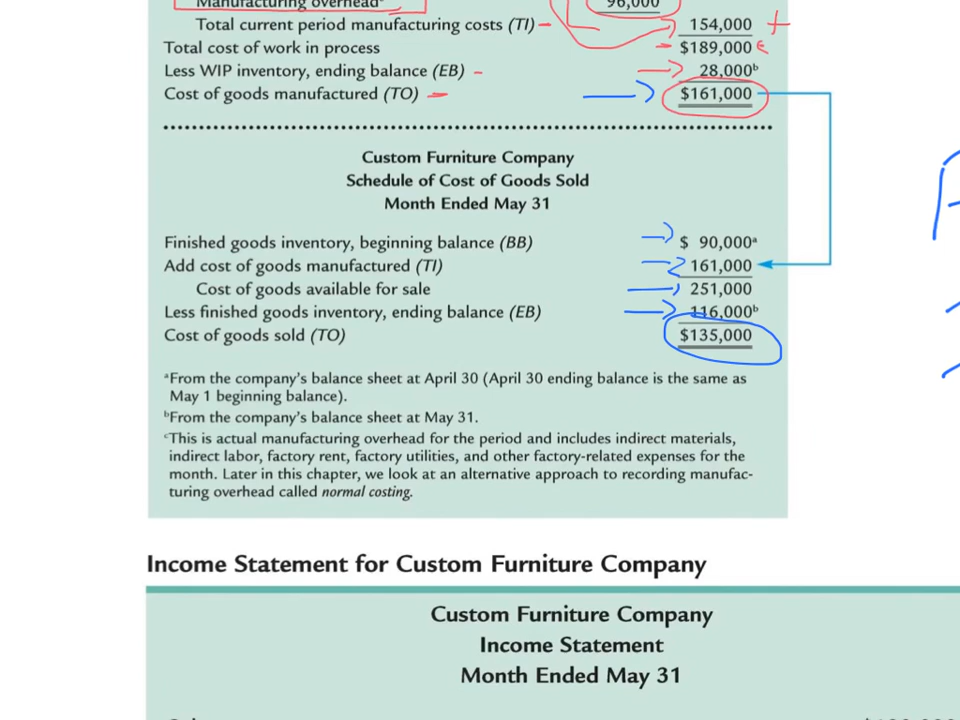 Manufacturing overheadᶜ 96,000
Total current period manufacturing costs (TI) 154,000
Total cost of work in process $189,000
Less WIP inventory, ending balance (EB) 28,000ᵇ
Cost of goods manufactured (TO) $161,000
Custom Furniture Company
Schedule of Cost of Goods Sold
Month Ended May 31
Finished goods inventory, beginning balance (BB) $ 90,000ᵃ
Add cost of goods manufactured (TI) 161,000
Cost of goods available for sale 251,000
Less finished goods inventory, ending balance (EB) 116,000ᵇ
Cost of goods sold (TO) $135,000
ᵃFrom the company's balance sheet at April 30 (April 30 ending balance is the same as
May 1 beginning balance).
ᵇFrom the company's balance sheet at May 31.
ᶜThis is actual manufacturing overhead for the period and includes indirect materials,
indirect labor, factory rent, factory utilities, and other factory-related expenses for the
month. Later in this chapter, we look at an alternative approach to recording manufac-
turing overhead called normal costing.
Income Statement for Custom Furniture Company
Custom Furniture Company
Income Statement
Month Ended May 31